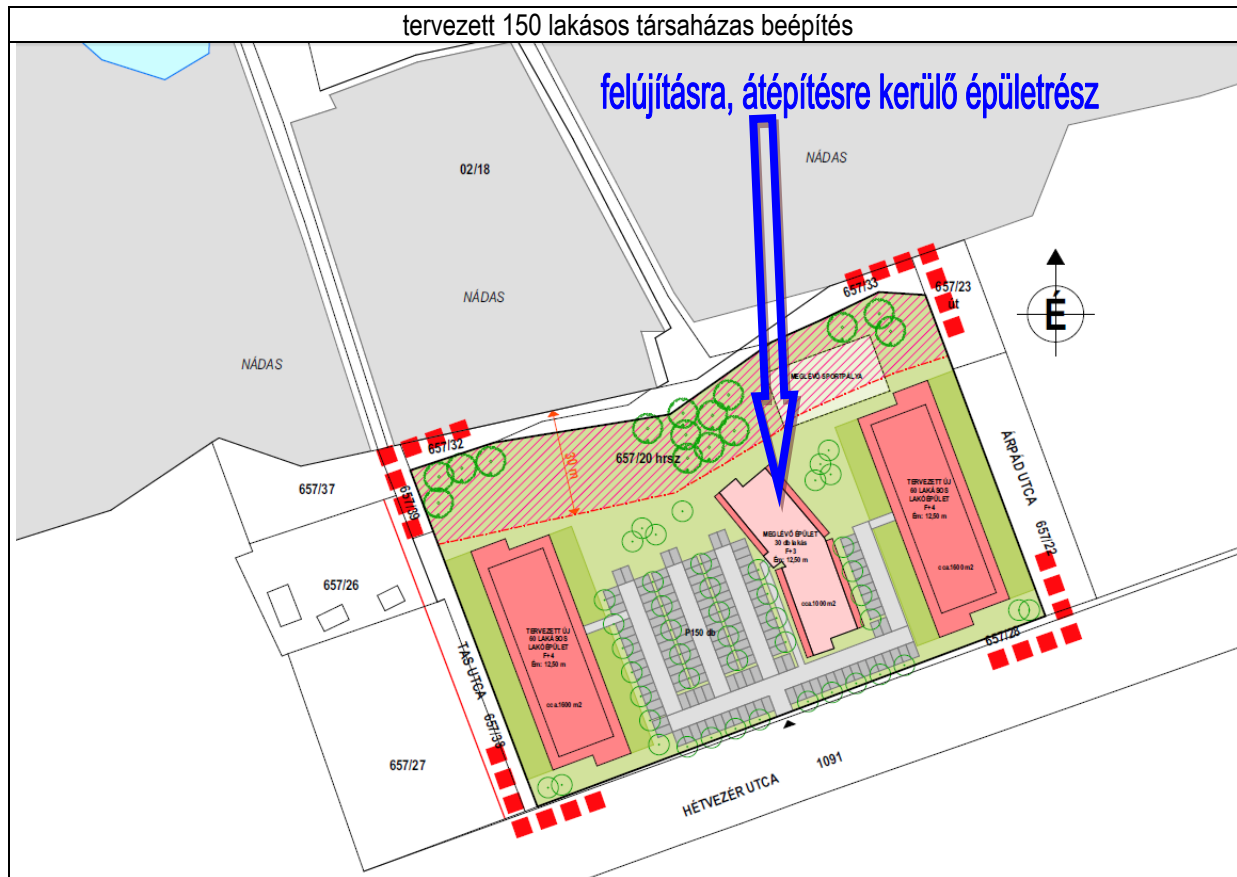 tervezett 150 lakásos társaházas beépítés
felújításra, átépítésre kerülő épületrész
NÁDAS
02/18
NÁDAS
NÁDAS
657/33
657/23
út
É
MEGLÉVŐ SPORTPÁLYA
657/32
657/20 hrsz
30 m
657/37
657/39
ÁRPÁD UTCA 657/22
TERVEZETT ÚJ
60 LAKÁSOS
LAKÓÉPÜLET
F+4
Ém: 12,50 m
cca.1600 m2
MEGLÉVŐ ÉPÜLET
30 db lakás
F+3
Ém: 12,50 m
cca.1000 m2
657/26
P150 db
TERVEZETT ÚJ
60 LAKÁSOS
LAKÓÉPÜLET
F+4
Ém: 12,50 m
cca.1600 m2
TAS UTCA 657/38
657/28
657/27
HÉTVEZÉR UTCA 1091